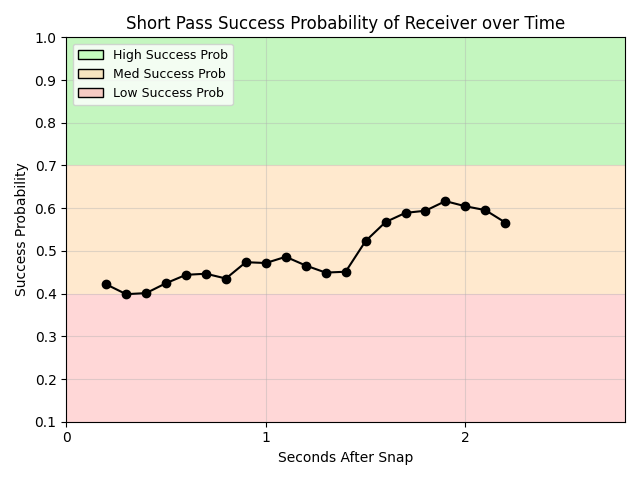 Short Pass Success Probability of Receiver over Time
1.0
High Success Prob
Med Success Prob
Low Success Prob
0.9
0.8
0.7
0.6
0.5
0.4
0.3
0.2
0.1
Success Probability
0 1 2
Seconds After Snap